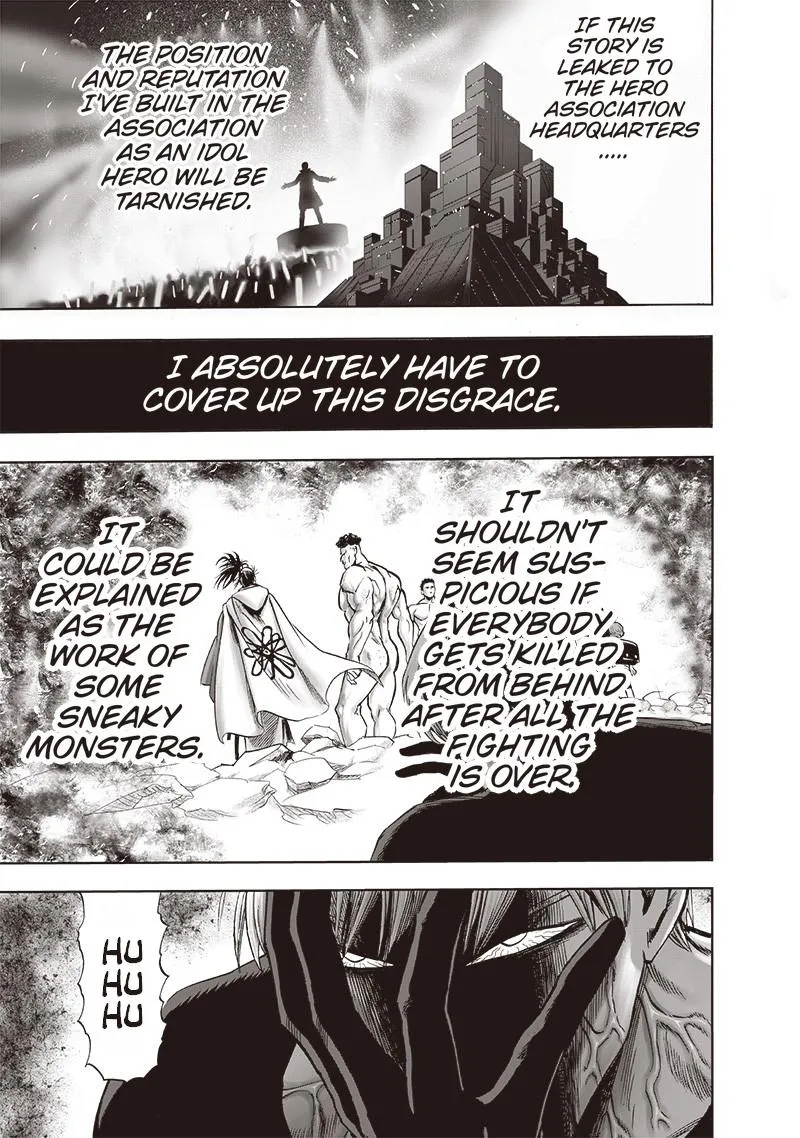 IF THIS
STORY IS
LEAKED TO
THE HERO
ASSOCIATION
HEADQUARTERS
.....
THE POSITION
AND REPUTATION
I'VE BUILT IN THE
ASSOCIATION
AS AN IDOL
HERO WILL BE
TARNISHED.
I ABSOLUTELY HAVE TO
COVER UP THIS DISGRACE.
IT
SHOULDN'T
SEEM SUS-
PICIOUS IF
EVERYBODY
GETS KILLED
FROM BEHIND
AFTER ALL THE
FIGHTING
IS OVER.
IT
COULD BE
EXPLAINED
AS THE
WORK OF
SOME
SNEAKY
MONSTERS.
HU
HU
HU